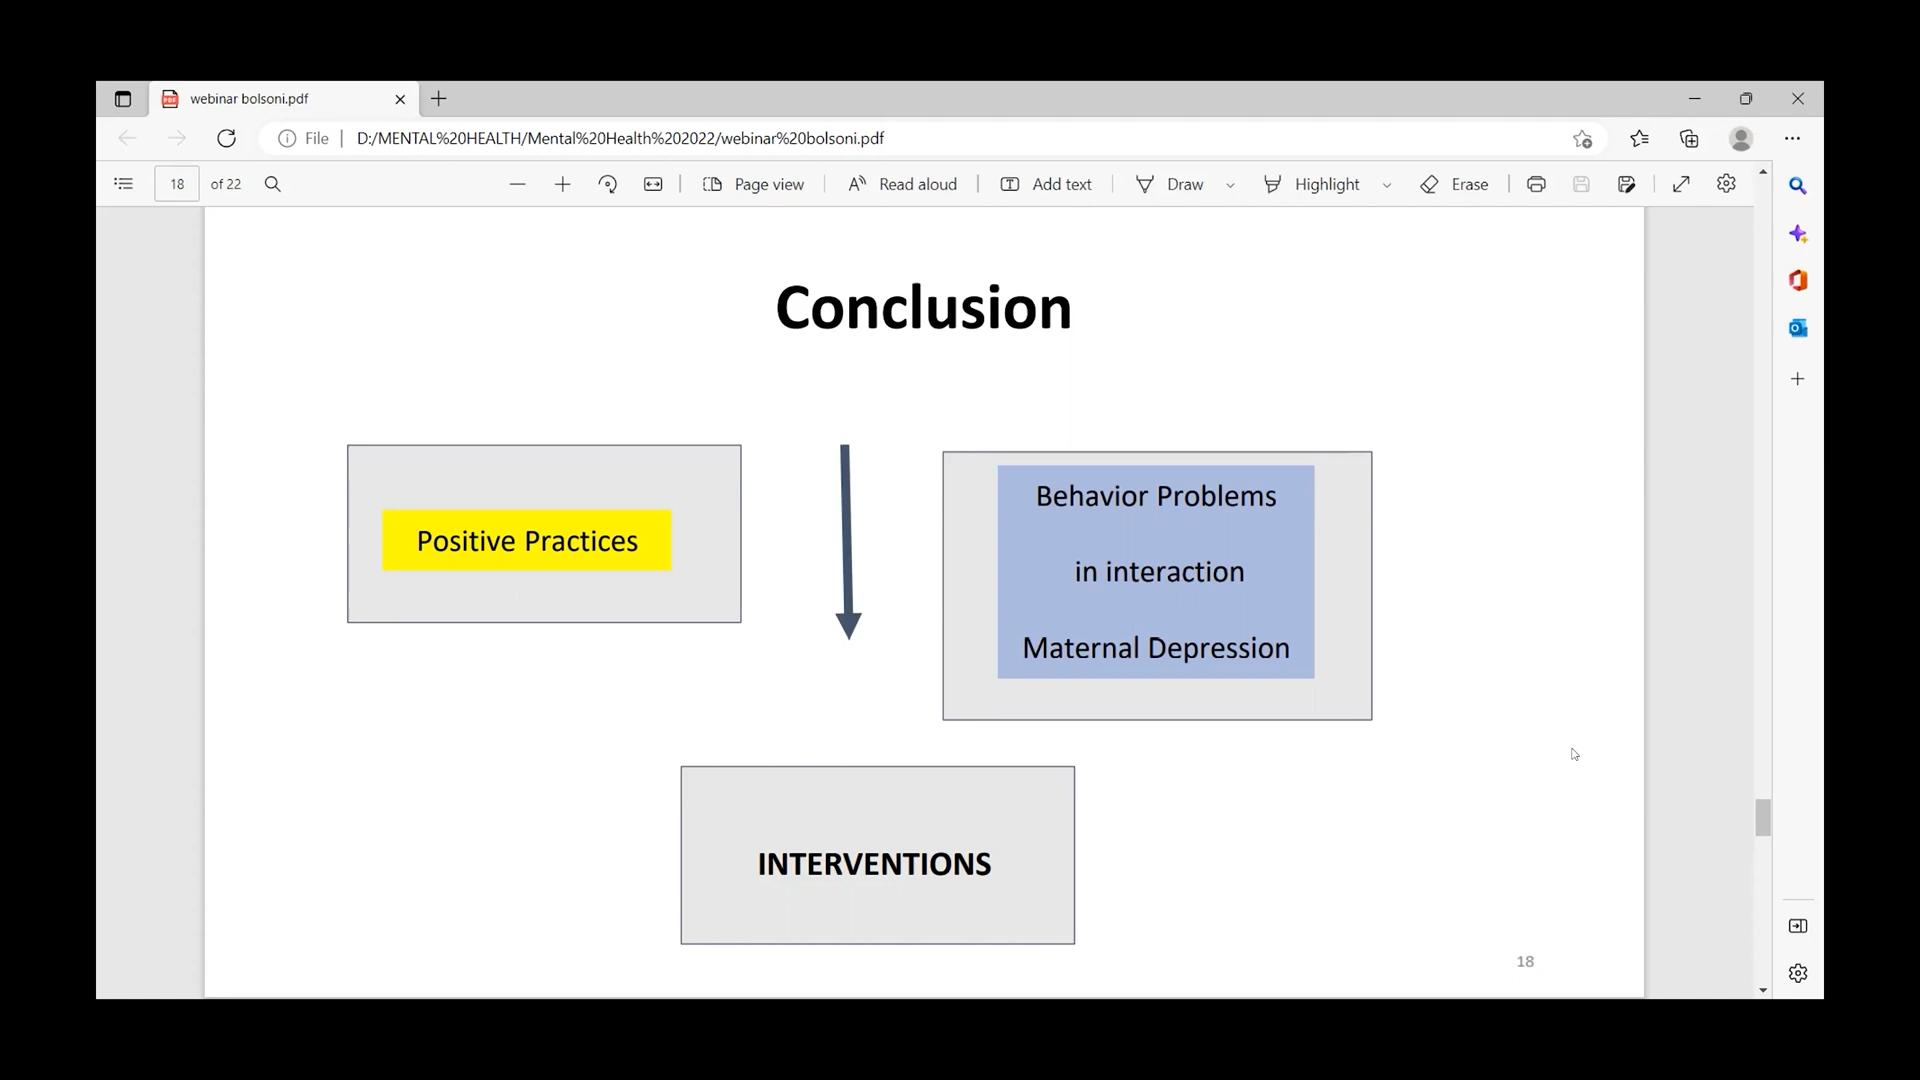 webinar bolsoni.pdf
File
D:/MENTAL%20HEALTH/Mental%20Health%202022/webinar%20bolsoni.pdf
18 of 22
Page view
Read aloud
Add text
Draw
Highlight
Erase
Conclusion
Positive Practices
Behavior Problems
in interaction
Maternal Depression
INTERVENTIONS
18